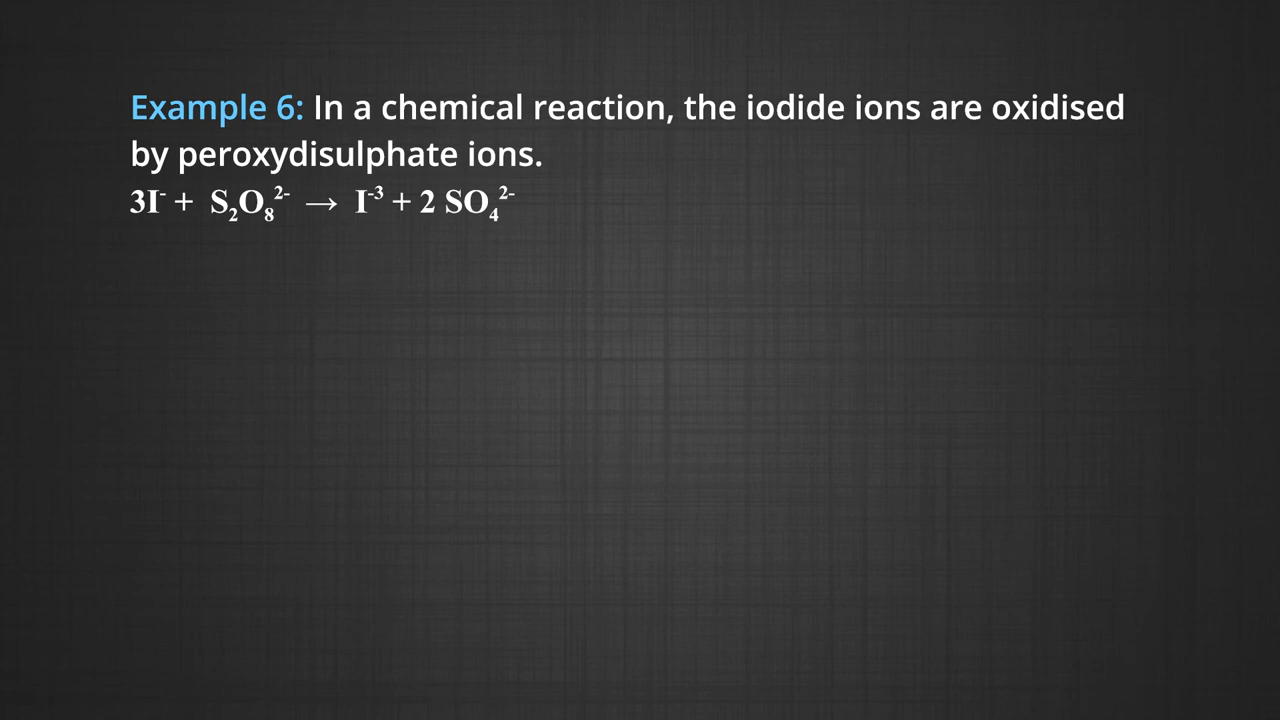 Example 6: In a chemical reaction, the iodide ions are oxidised
by peroxydisulphate ions.
3I⁻ + S₂O₈²⁻ → I⁻³ + 2 SO₄²⁻